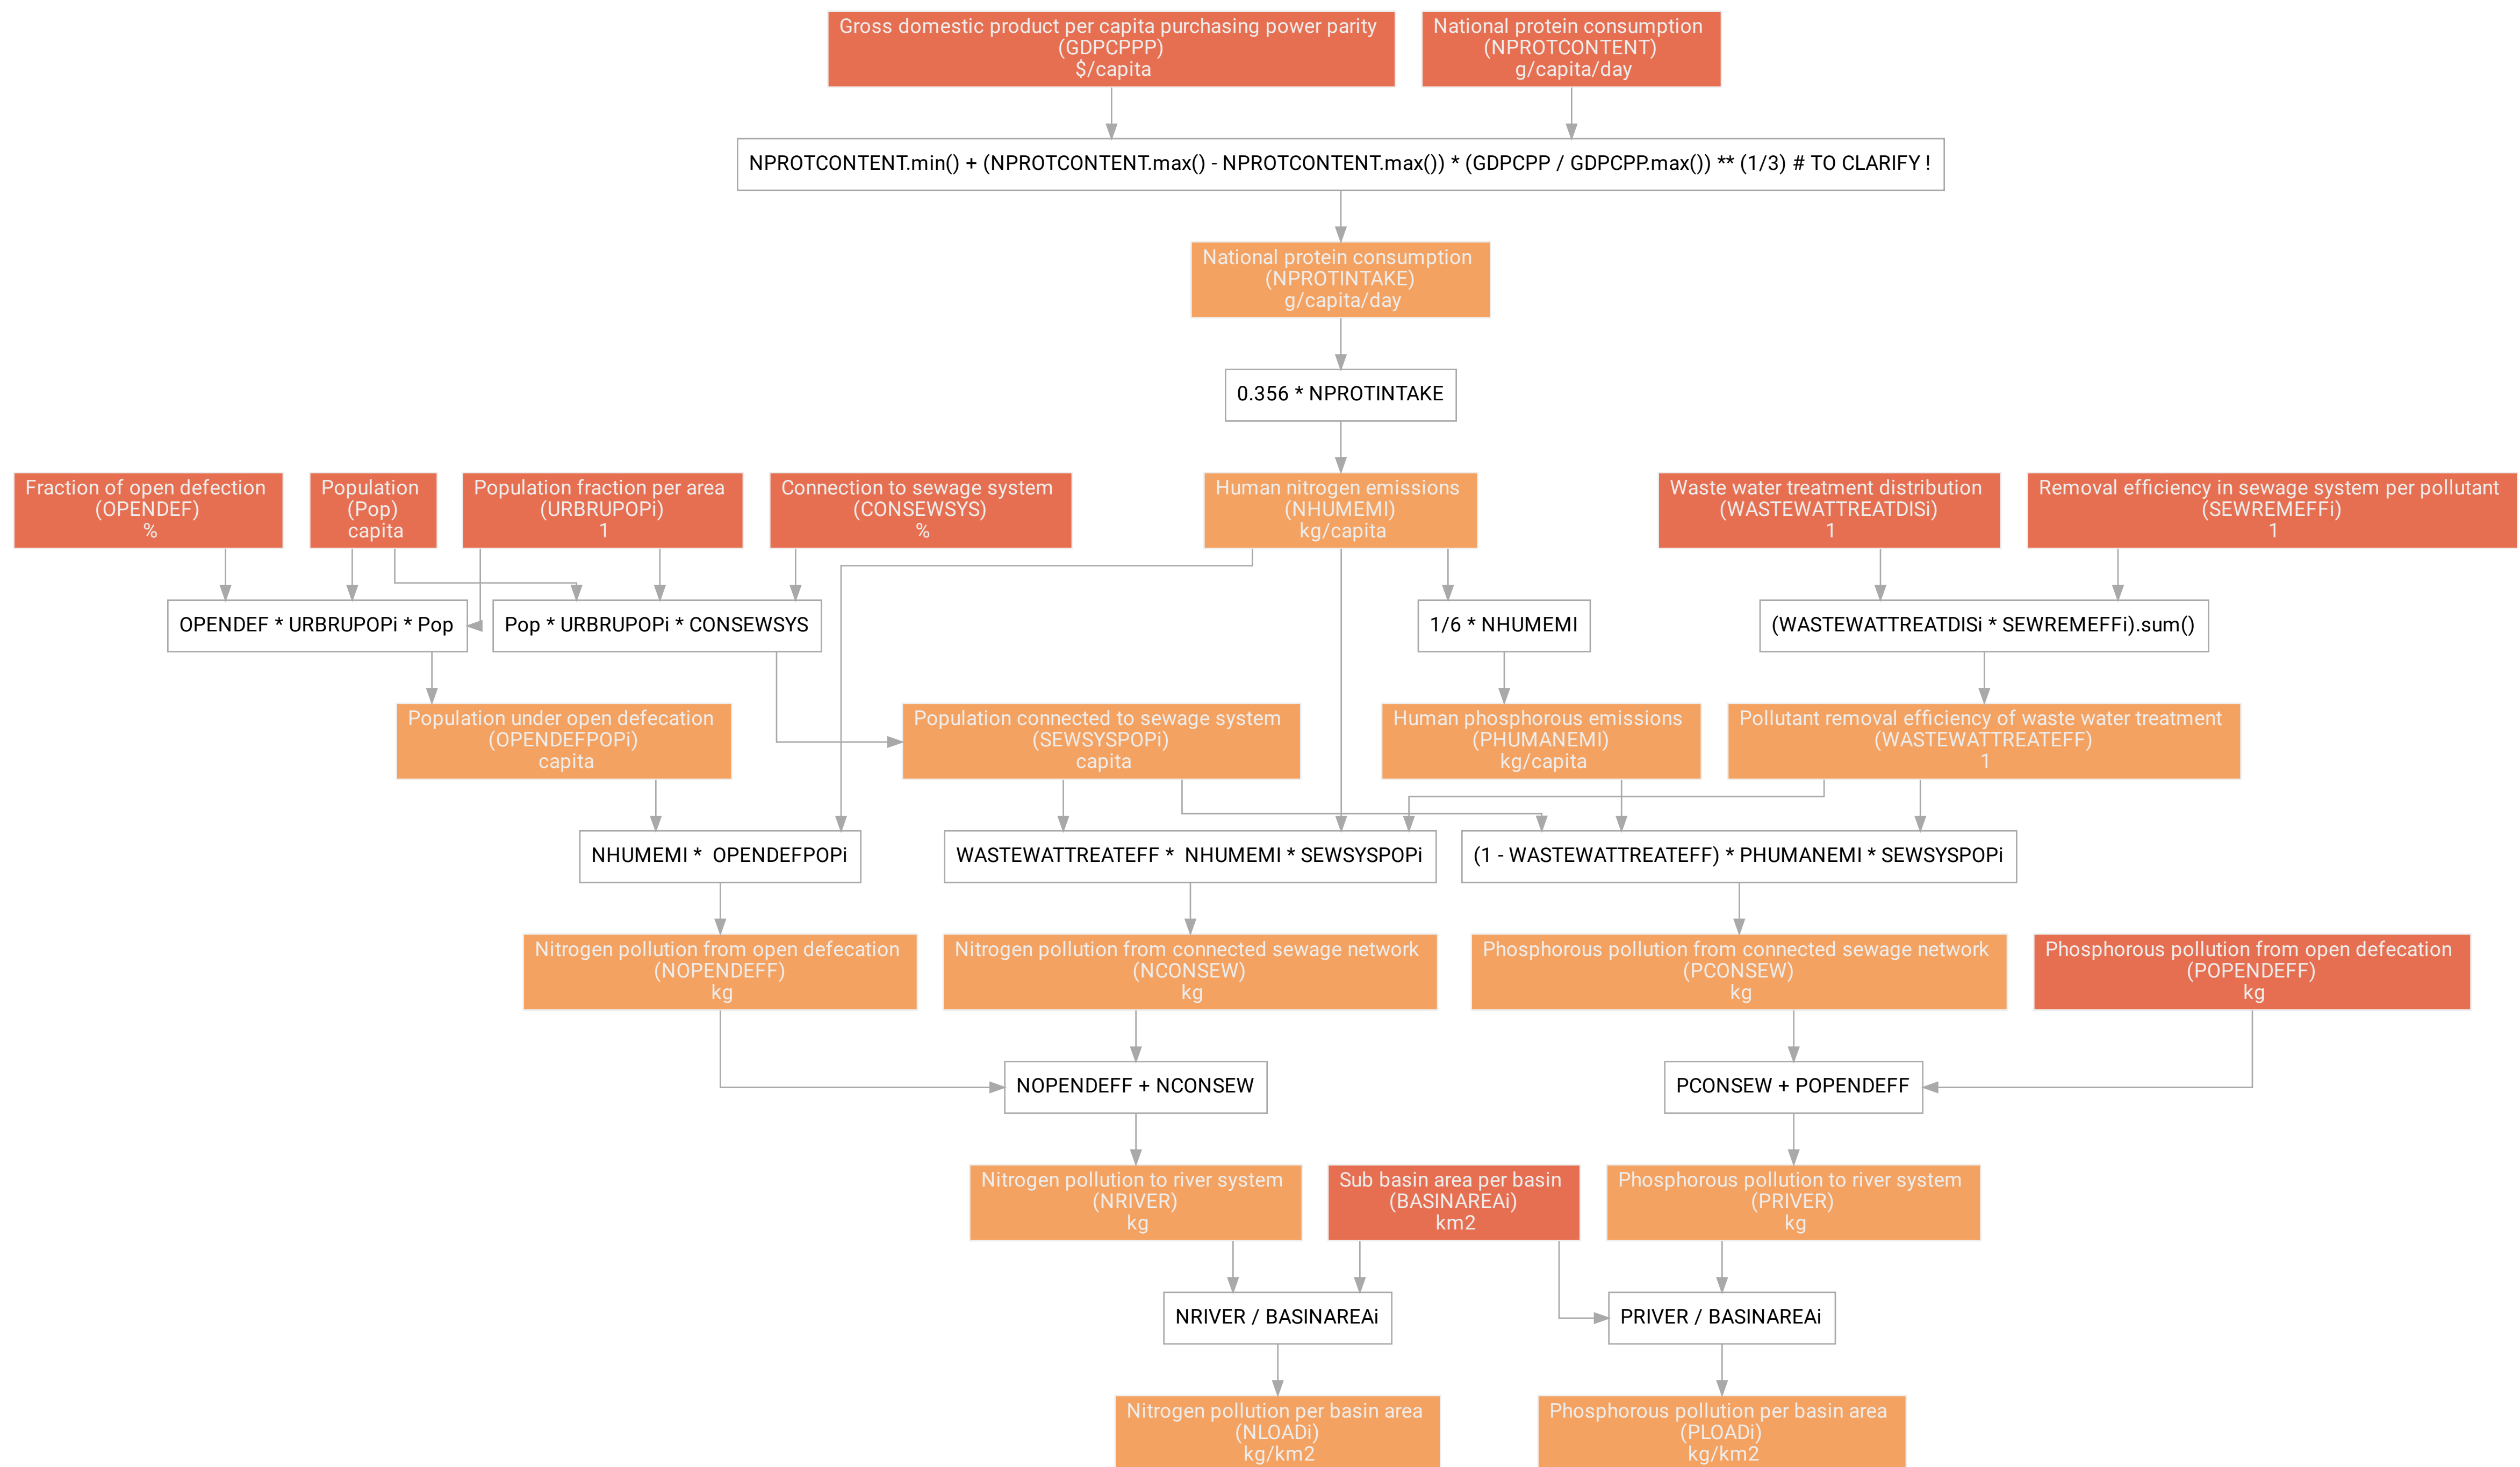 Gross domestic product per capita purchasing power parity
(GDPCPPP)
$/capita
National protein consumption
(NPROTCONTENT)
g/capita/day
NPROTCONTENT.min() + (NPROTCONTENT.max() - NPROTCONTENT.max()) * (GDPCPP / GDPCPP.max()) ** (1/3) # TO CLARIFY !
National protein consumption
(NPROTINTAKE)
g/capita/day
0.356 * NPROTINTAKE
Fraction of open defection
(OPENDEF)
%
Population
(Pop)
capita
Population fraction per area
(URBRUPOPi)
1
Connection to sewage system
(CONSEWSYS)
%
Human nitrogen emissions
(NHUMEMI)
kg/capita
Waste water treatment distribution
(WASTEWATTREATDISi)
1
Removal efficiency in sewage system per pollutant
(SEWREMEFFi)
1
OPENDEF * URBRUPOPi * Pop
Pop * URBRUPOPi * CONSEWSYS
1/6 * NHUMEMI
(WASTEWATTREATDISi * SEWREMEFFi).sum()
Population under open defecation
(OPENDEFPOPi)
capita
Population connected to sewage system
(SEWSYSPOPi)
capita
Human phosphorous emissions
(PHUMANEMI)
kg/capita
Pollutant removal efficiency of waste water treatment
(WASTEWATTREATEFF)
1
NHUMEMI *  OPENDEFPOPi
WASTEWATTREATEFF *  NHUMEMI * SEWSYSPOPi
(1 - WASTEWATTREATEFF) * PHUMANEMI * SEWSYSPOPi
Nitrogen pollution from open defecation
(NOPENDEFF)
kg
Nitrogen pollution from connected sewage network
(NCONSEW)
kg
Phosphorous pollution from connected sewage network
(PCONSEW)
kg
Phosphorous pollution from open defecation
(POPENDEFF)
kg
NOPENDEFF + NCONSEW
PCONSEW + POPENDEFF
Nitrogen pollution to river system
(NRIVER)
kg
Sub basin area per basin
(BASINAREAi)
km2
Phosphorous pollution to river system
(PRIVER)
kg
NRIVER / BASINAREAi
PRIVER / BASINAREAi
Nitrogen pollution per basin area
(NLOADi)
kg/km2
Phosphorous pollution per basin area
(PLOADi)
kg/km2